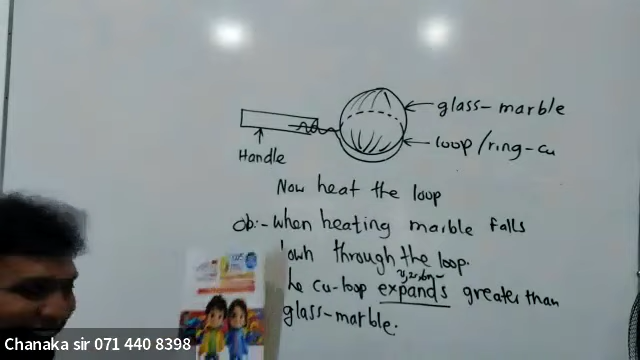 glass-marble
loop/ring-cu
Handle
Now heat the loop
Ob:- when heating marble falls
down through the loop.
he cu-loop expands greater than
glass-marble.
Chanaka sir 071 440 8398